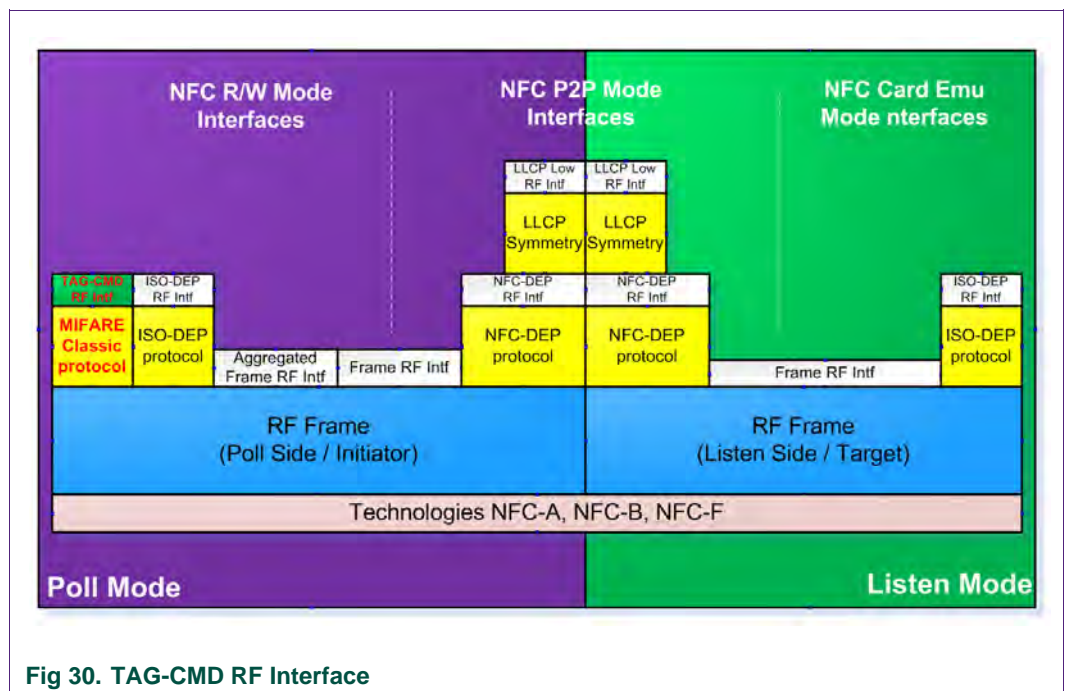 NFC R/W Mode
Interfaces
NFC P2P Mode
Interfaces
NFC Card Emu
Mode nterfaces
LLCP Low
RF Intf
LLCP Low
RF Intf
LLCP
Symmetry
LLCP
Symmetry
TAG-CMD
RF Intf
ISO-DEP
RF Intf
NFC-DEP
RF Intf
NFC-DEP
RF Intf
ISO-DEP
RF Intf
MIFARE
Classic
protocol
ISO-DEP
protocol
Aggregated
Frame RF Intf
Frame RF Intf
NFC-DEP
protocol
NFC-DEP
protocol
Frame RF Intf
ISO-DEP
protocol
RF Frame
(Poll Side / Initiator)
RF Frame
(Listen Side / Target)
Technologies NFC-A, NFC-B, NFC-F
Poll Mode
Listen Mode
Fig 30. TAG-CMD RF Interface